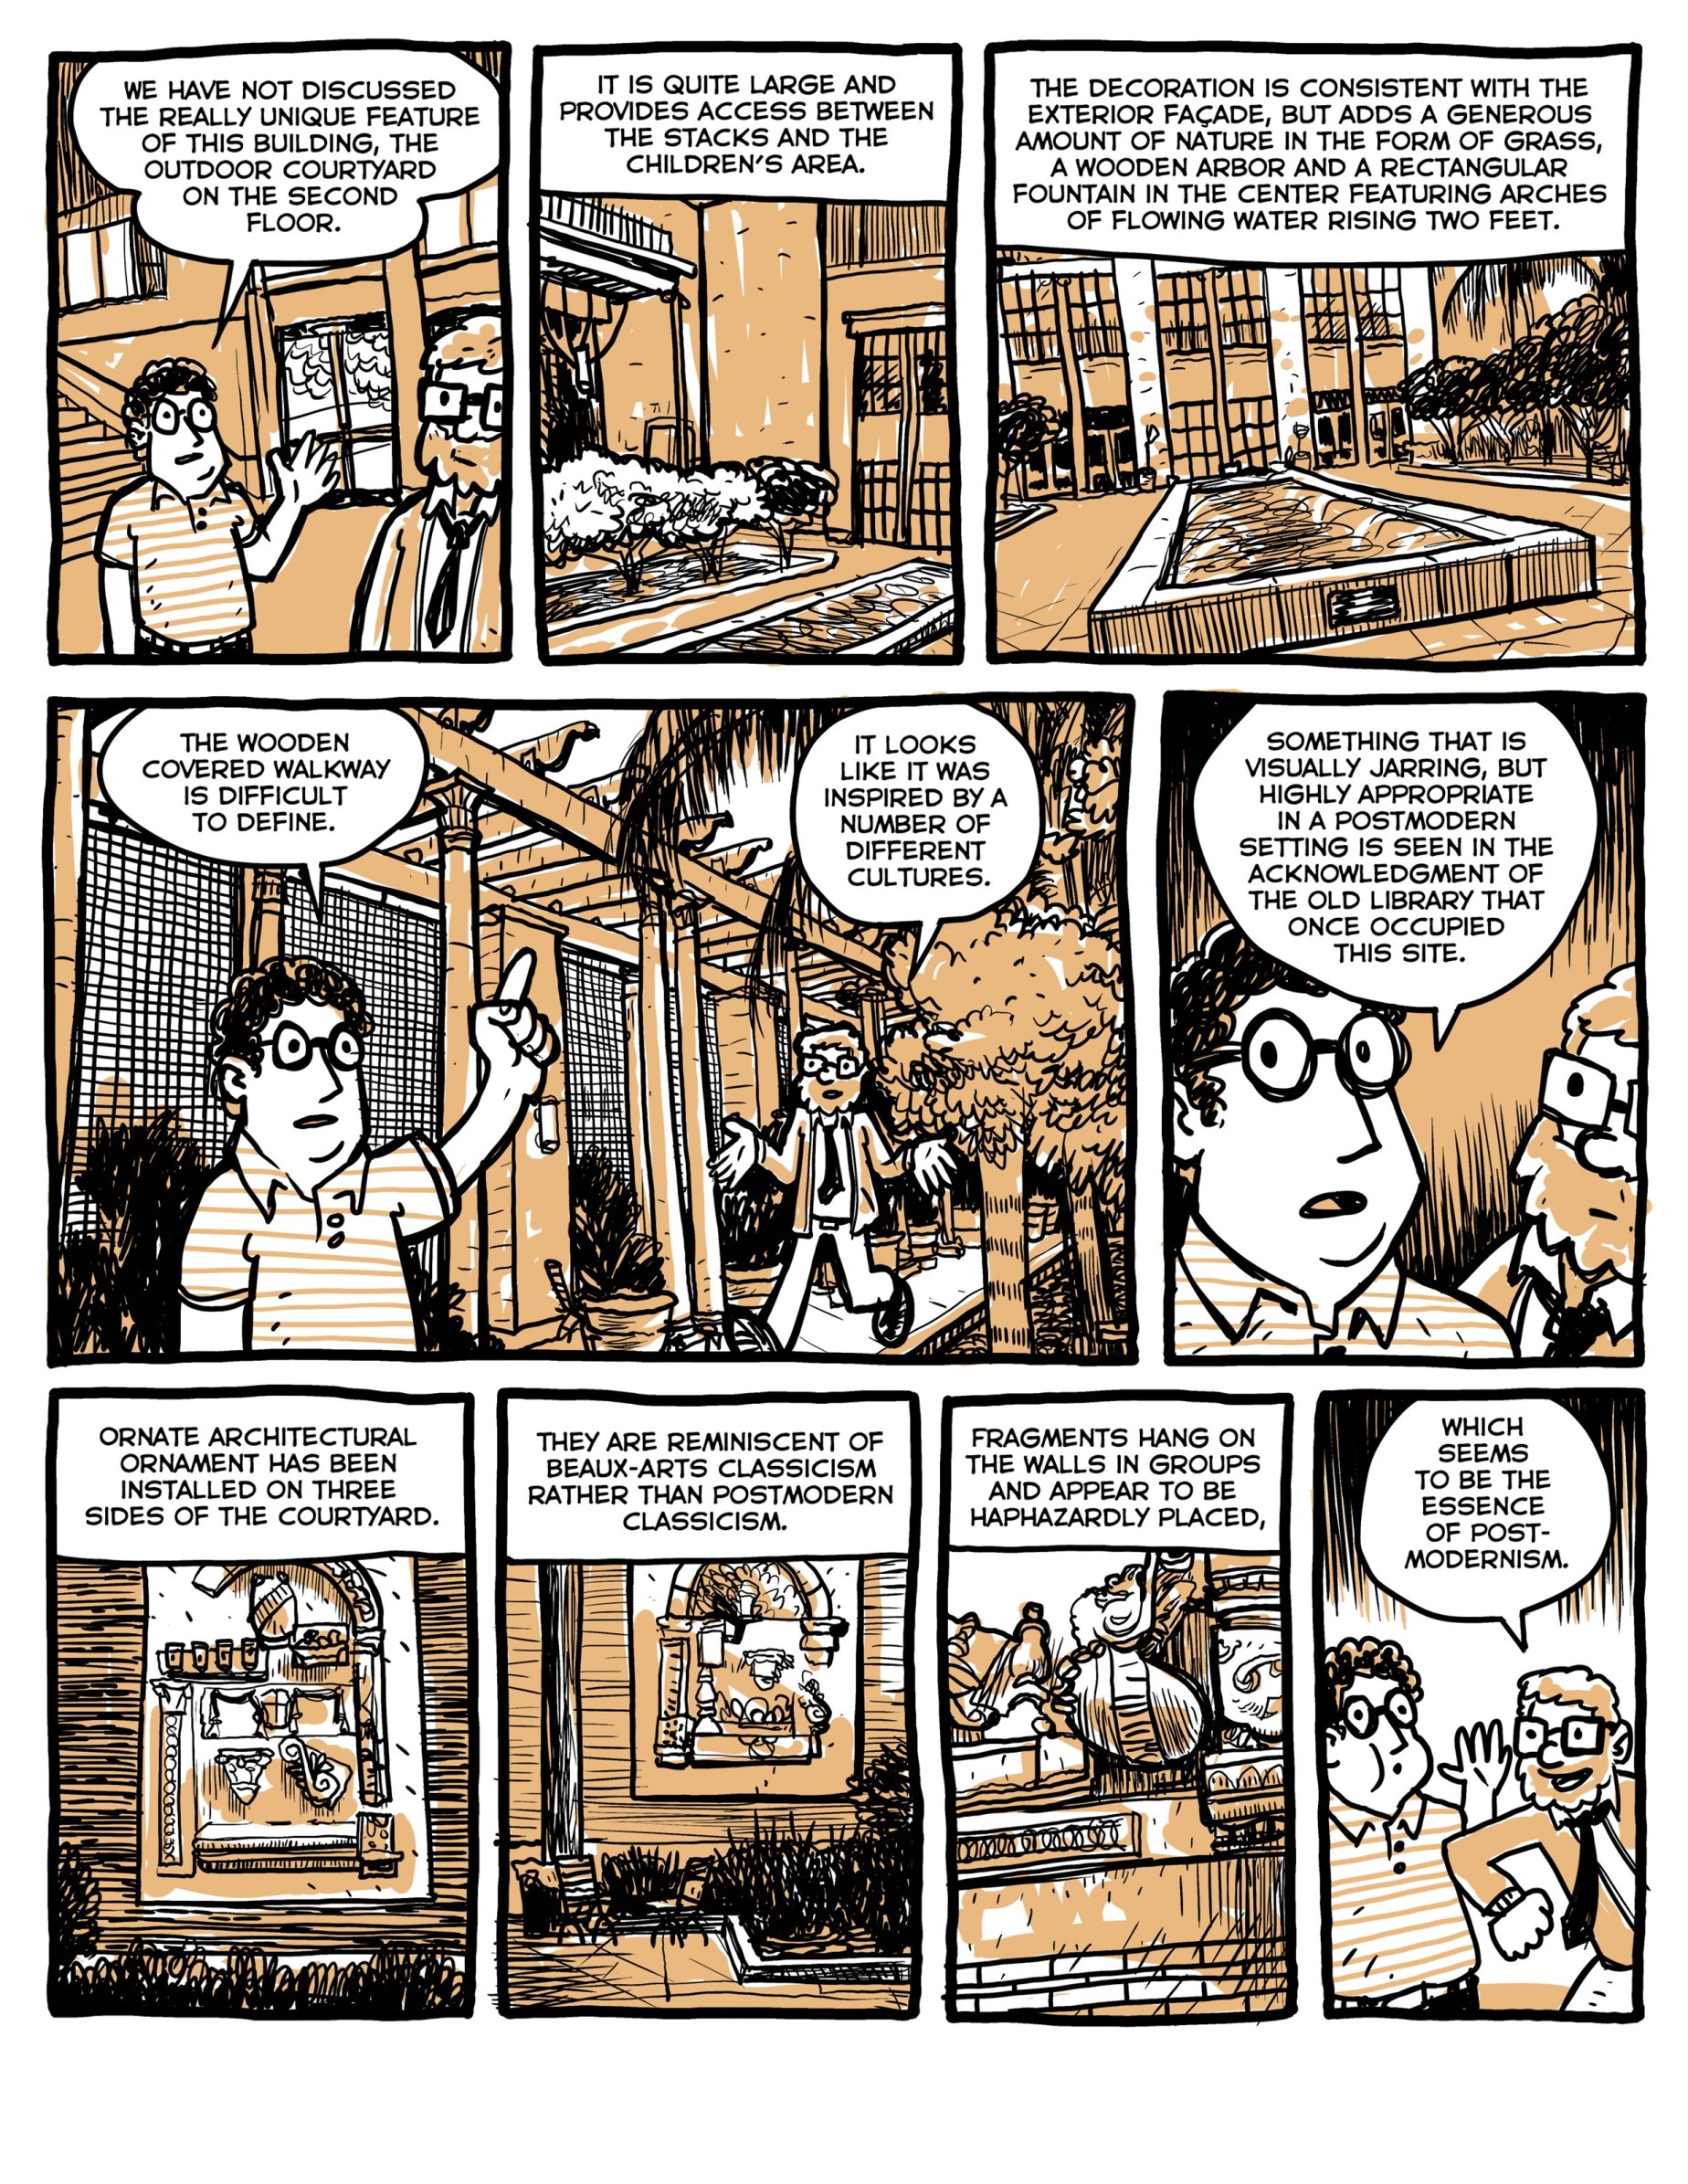 WE HAVE NOT DISCUSSED
THE REALLY UNIQUE FEATURE
OF THIS BUILDING, THE
OUTDOOR COURTYARD
ON THE SECOND
FLOOR.
IT IS QUITE LARGE AND
PROVIDES ACCESS BETWEEN
THE STACKS AND THE
CHILDREN'S AREA.
THE DECORATION IS CONSISTENT WITH THE
EXTERIOR FAÇADE, BUT ADDS A GENEROUS
AMOUNT OF NATURE IN THE FORM OF GRASS,
A WOODEN ARBOR AND A RECTANGULAR
FOUNTAIN IN THE CENTER FEATURING ARCHES
OF FLOWING WATER RISING TWO FEET.
THE WOODEN
COVERED WALKWAY
IS DIFFICULT
TO DEFINE.
IT LOOKS
LIKE IT WAS
INSPIRED BY A
NUMBER OF
DIFFERENT
CULTURES.
SOMETHING THAT IS
VISUALLY JARRING, BUT
HIGHLY APPROPRIATE
IN A POSTMODERN
SETTING IS SEEN IN THE
ACKNOWLEDGMENT OF
THE OLD LIBRARY THAT
ONCE OCCUPIED
THIS SITE.
ORNATE ARCHITECTURAL
ORNAMENT HAS BEEN
INSTALLED ON THREE
SIDES OF THE COURTYARD.
THEY ARE REMINISCENT OF
BEAUX-ARTS CLASSICISM
RATHER THAN POSTMODERN
CLASSICISM.
FRAGMENTS HANG ON
THE WALLS IN GROUPS
AND APPEAR TO BE
HAPHAZARDLY PLACED,
WHICH
SEEMS
TO BE THE
ESSENCE
OF POST-
MODERNISM.